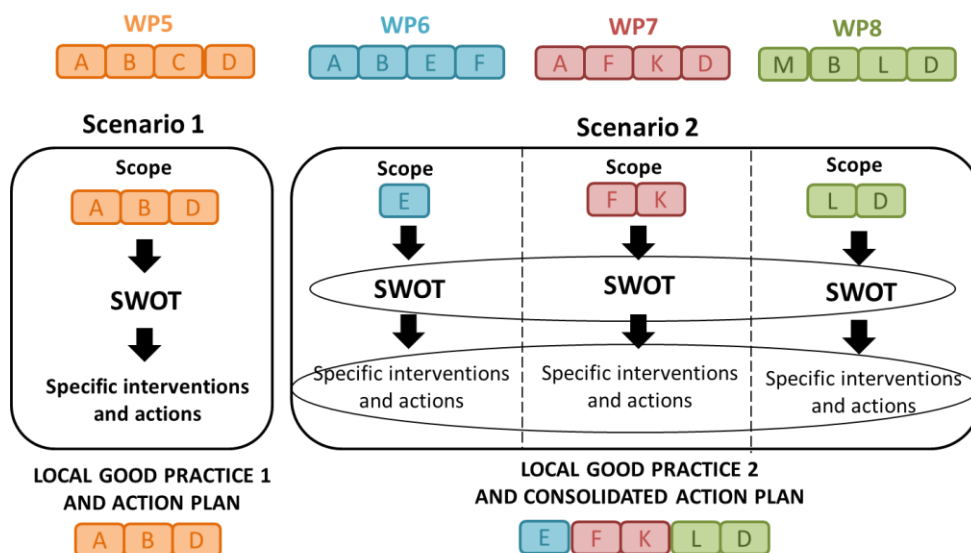 WP5
A B C D
WP6
A B E F
WP7
A F K D
WP8
M B L D
Scenario 1
Scope
A B D
SWOT
Specific interventions
and actions
LOCAL GOOD PRACTICE 1
AND ACTION PLAN
A B D
Scenario 2
Scope
E
SWOT
Specific interventions
and actions
Scope
F K
SWOT
Specific interventions
and actions
Scope
L D
SWOT
Specific interventions
and actions
LOCAL GOOD PRACTICE 2
AND CONSOLIDATED ACTION PLAN
E F K L D